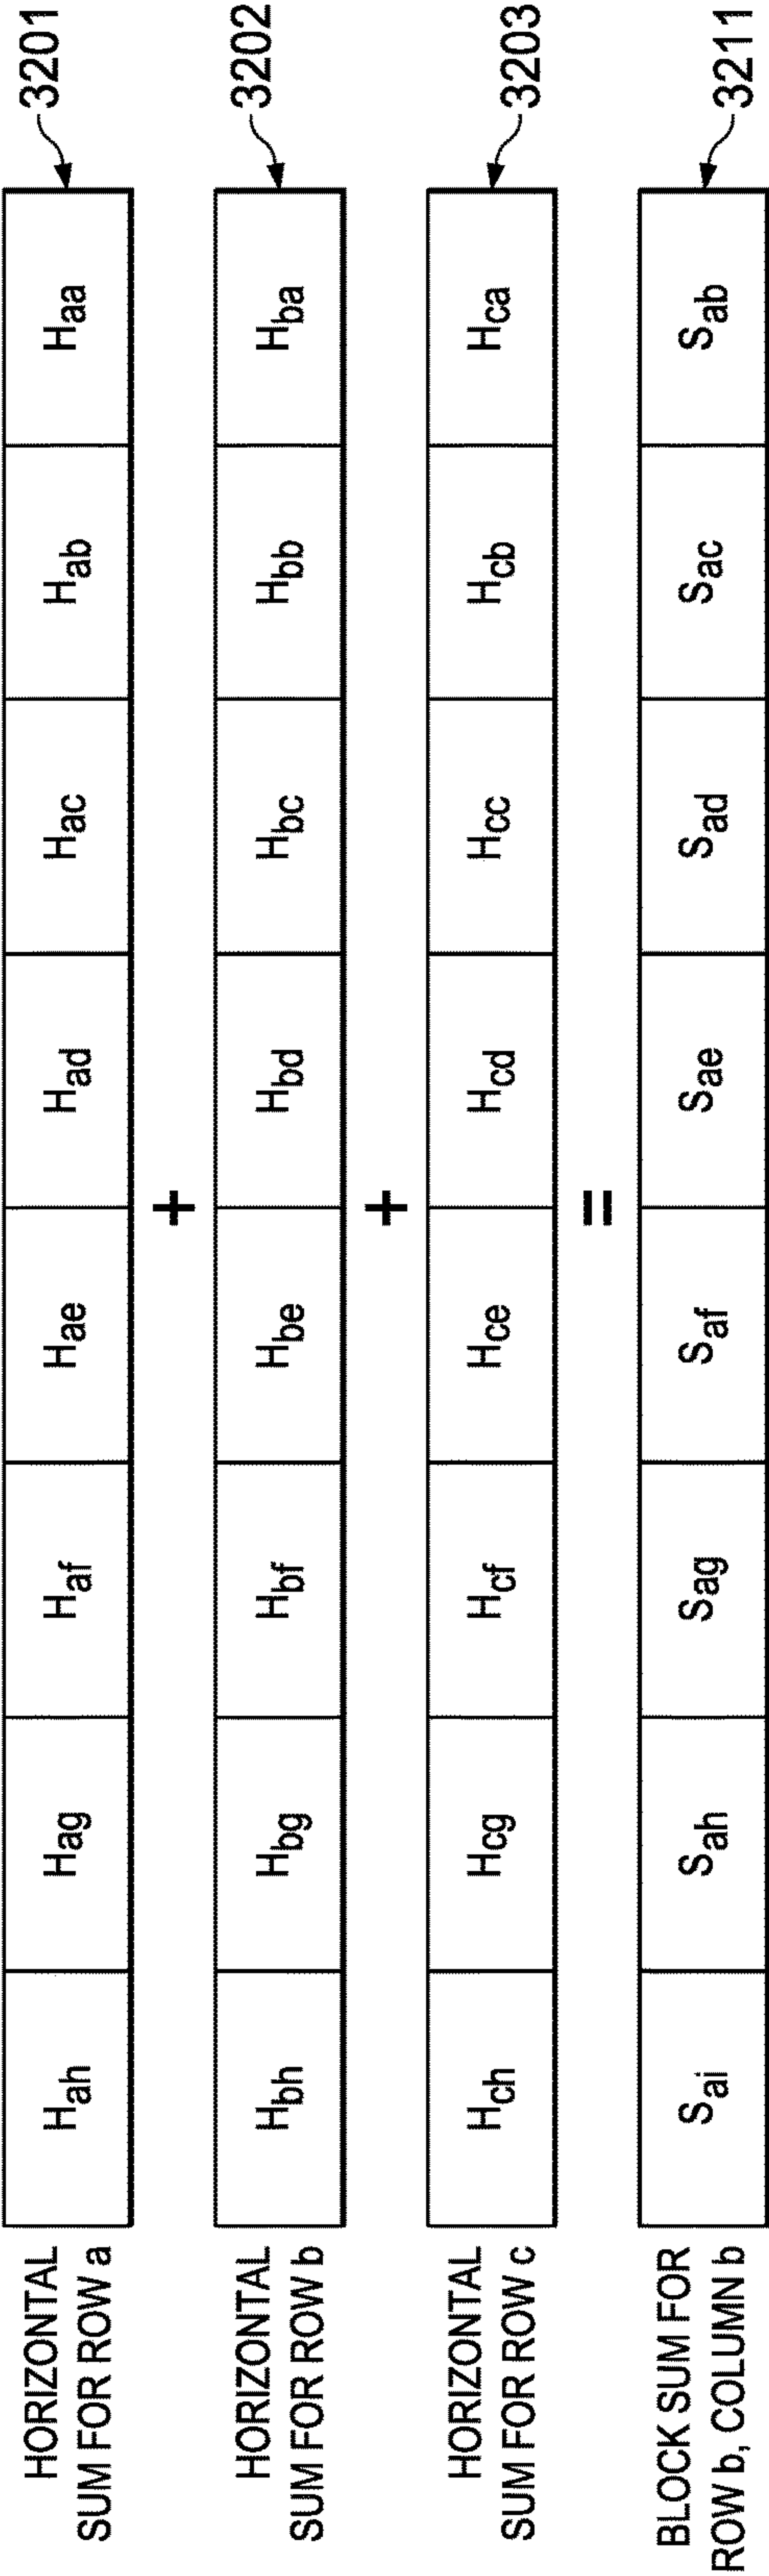 HORIZONTAL
SUM FOR ROW a
Hah Hag Haf Hae Had Hac Hab Haa
3201
+
HORIZONTAL
SUM FOR ROW b
Hbh Hbg Hbf Hbe Hbd Hbc Hbb Hba
3202
+
HORIZONTAL
SUM FOR ROW c
Hch Hcg Hcf Hce Hcd Hcc Hcb Hca
3203
=
BLOCK SUM FOR
ROW b, COLUMN b
Sai Sah Sag Saf Sae Sad Sac Sab
3211